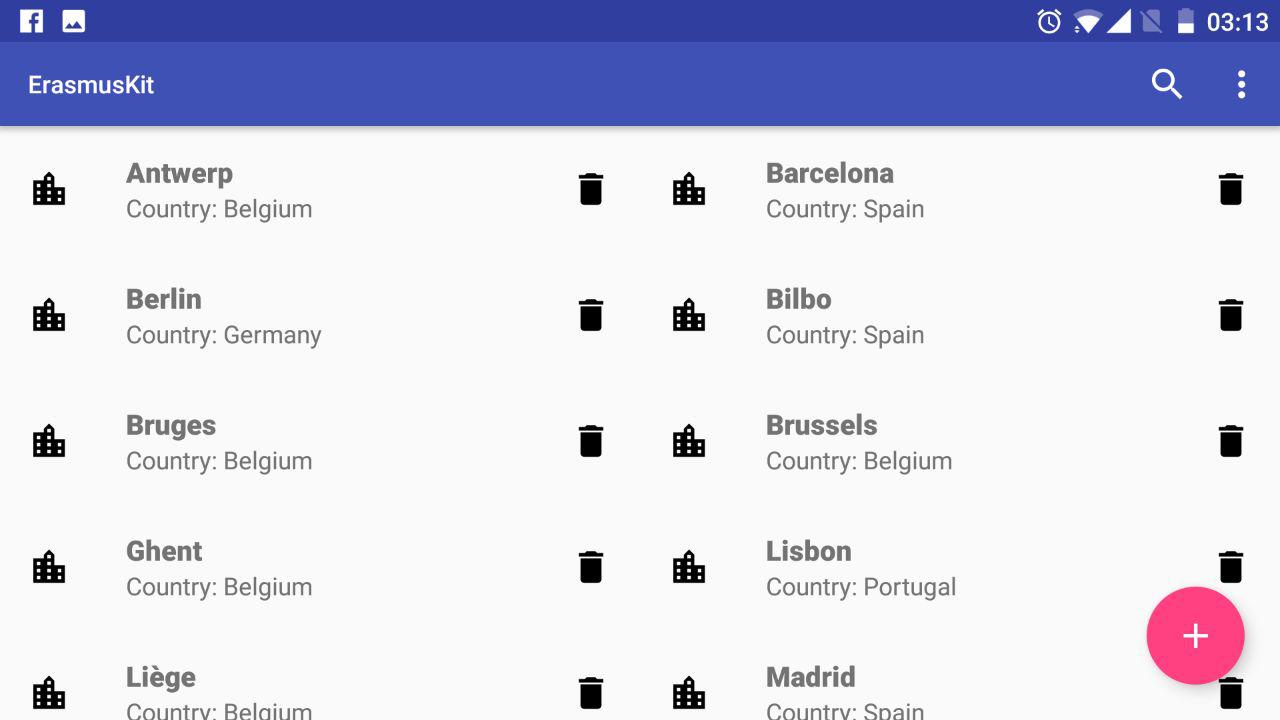 03:13
ErasmusKit
Antwerp
Country: Belgium
Barcelona
Country: Spain
Berlin
Country: Germany
Bilbo
Country: Spain
Bruges
Country: Belgium
Brussels
Country: Belgium
Ghent
Country: Belgium
Lisbon
Country: Portugal
Liège
Country: Belgium
Madrid
Country: Spain